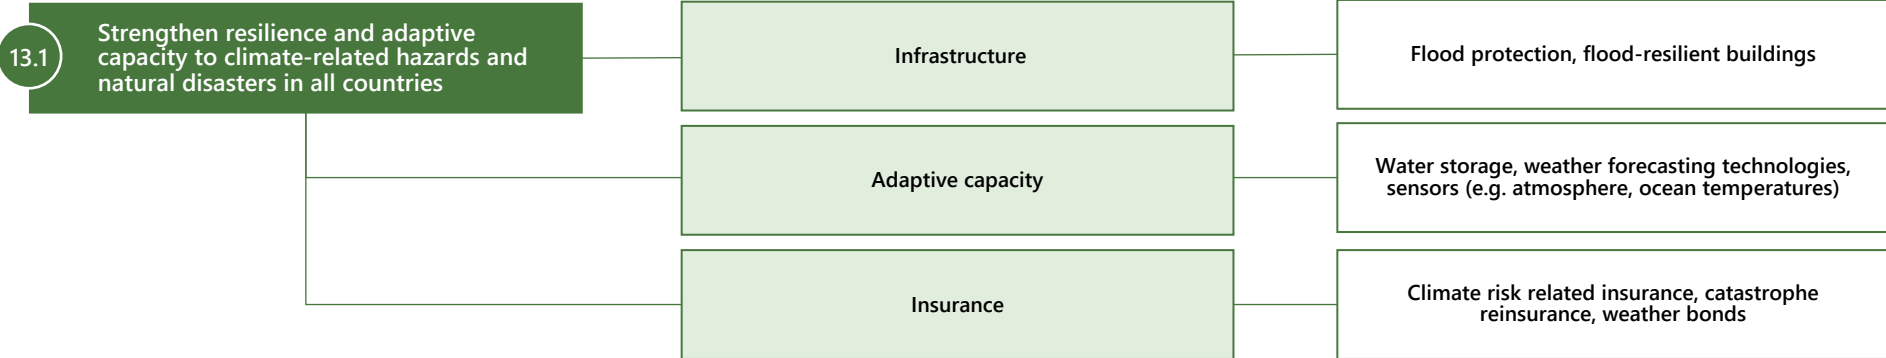 13.1
Strengthen resilience and adaptive
capacity to climate-related hazards and
natural disasters in all countries
Infrastructure
Flood protection, flood-resilient buildings
Adaptive capacity
Water storage, weather forecasting technologies,
sensors (e.g. atmosphere, ocean temperatures)
Insurance
Climate risk related insurance, catastrophe
reinsurance, weather bonds